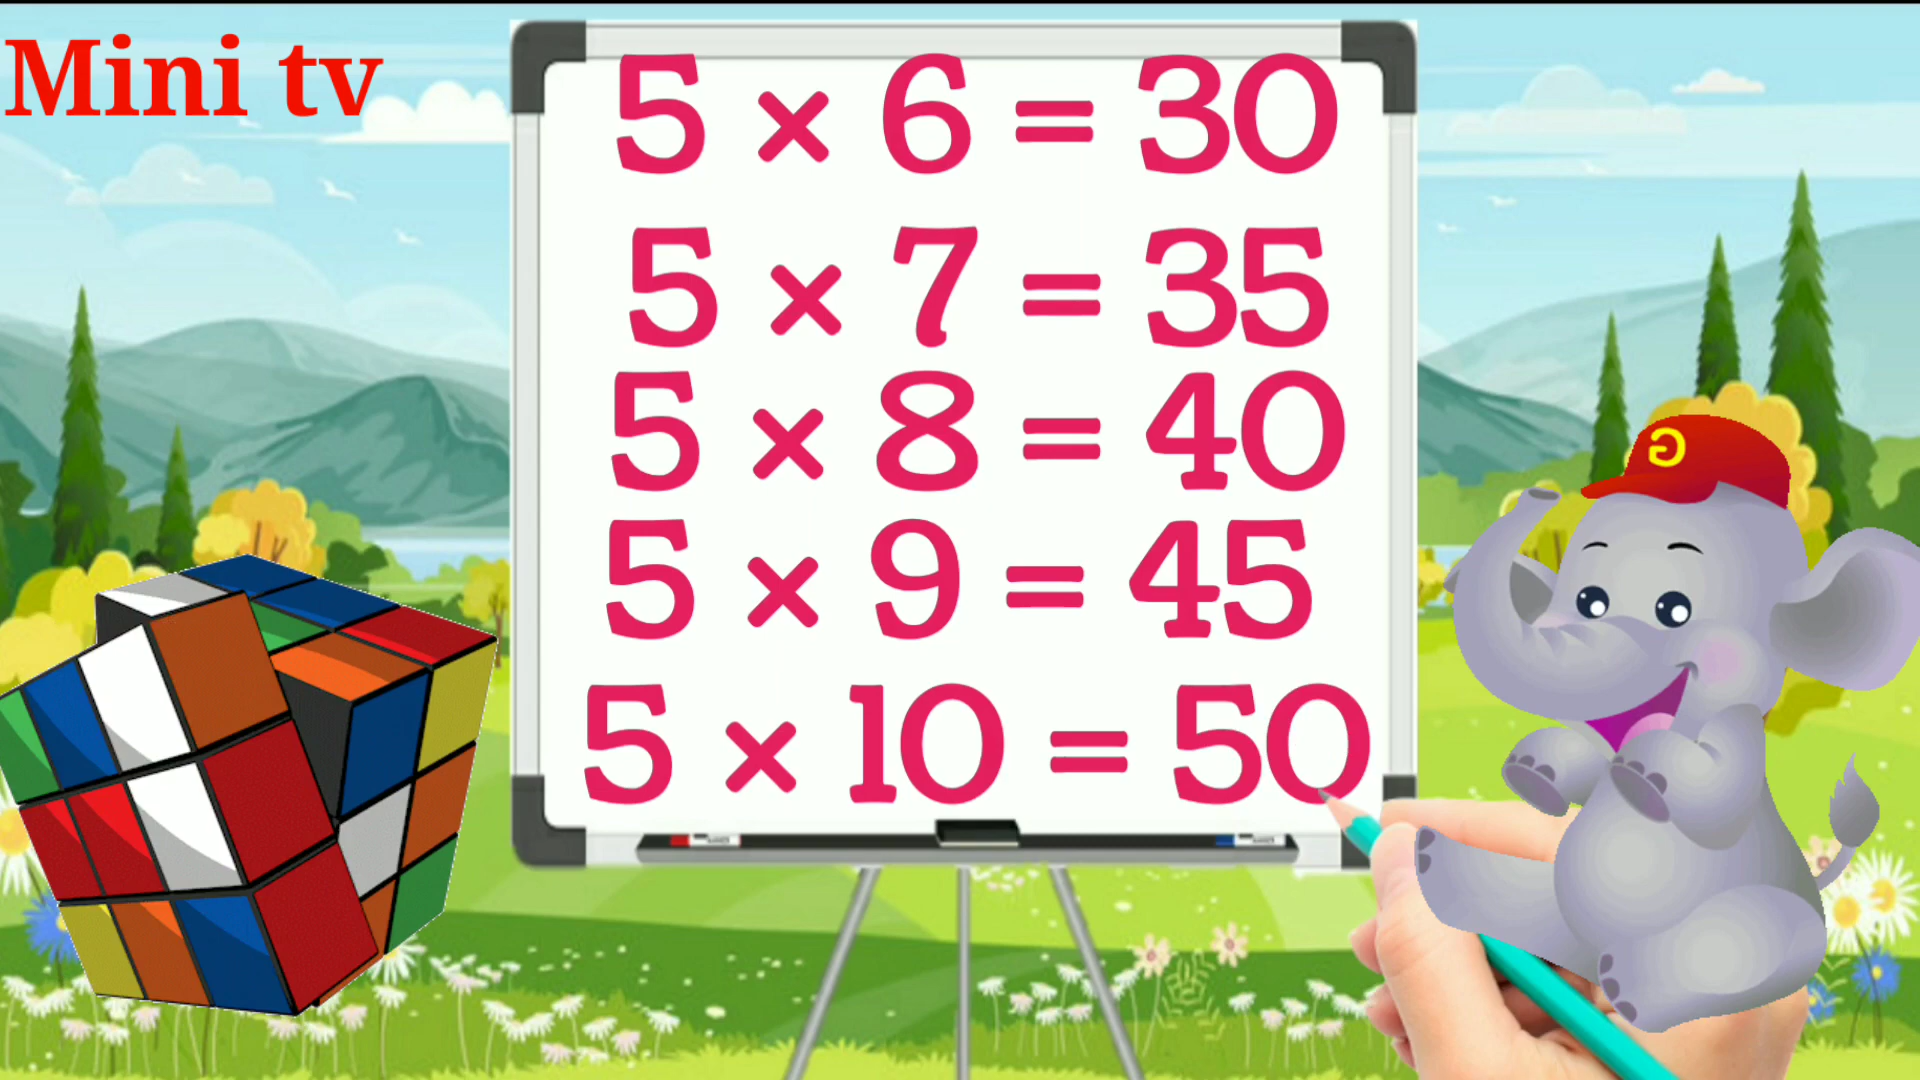 Mini tv
5 × 6 = 30
5 × 7 = 35
5 × 8 = 40
5 × 9 = 45
5 × 10 = 50